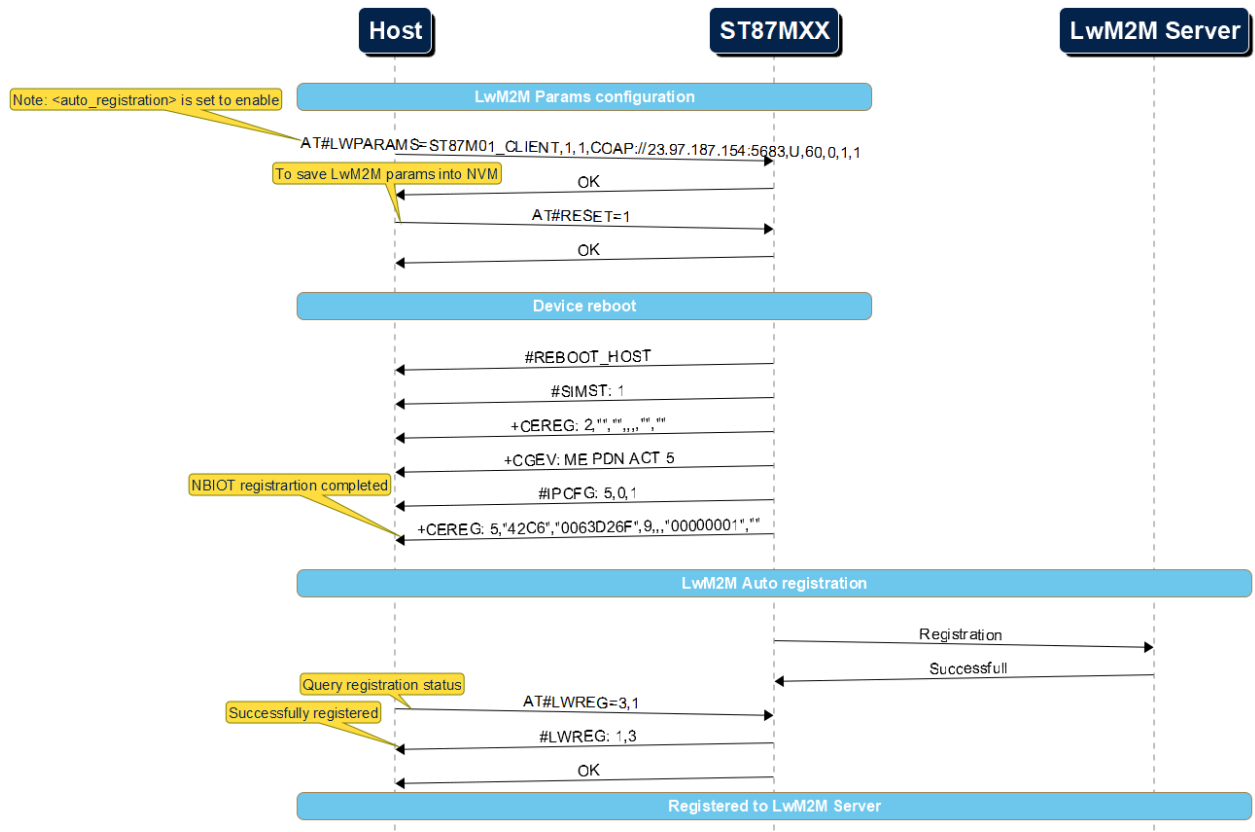 Host
ST87MXX
LwM2M Server
LwM2M Params configuration
Note: <auto_registration> is set to enable
AT#LWPARAMS=ST87M01_CLIENT,1,1,COAP://23.97.187.154:5683,U,60,0,1,1
To save LwM2M params into NVM
OK
AT#RESET=1
OK
Device reboot
#REBOOT_HOST
#SIMST: 1
+CEREG: 2,"","",,,,"",""
+CGEV: ME PDN ACT 5
NBIOT registrartion completed
#IPCFG: 5,0,1
+CEREG: 5,"42C6","0063D26F",9,,,"00000001",""
LwM2M Auto registration
Registration
Successfull
Query registration status
AT#LWREG=3,1
Successfully registered
#LWREG: 1,3
OK
Registered to LwM2M Server